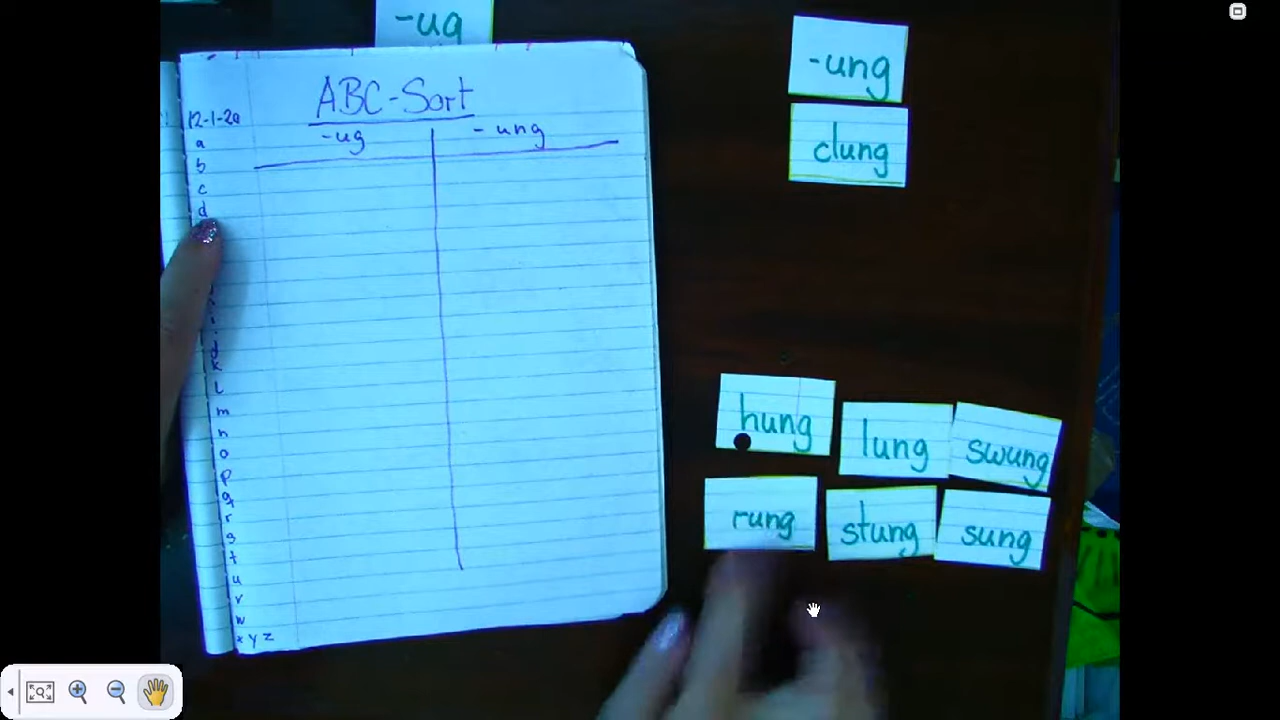 -ug
ABC-Sort
12-1-20
-ug
-ung
a
b
c
d
k
L
m
n
o
p
q
r
s
t
u
v
w
x y z
-ung
clung
hung
lung
swung
rung
stung
sung